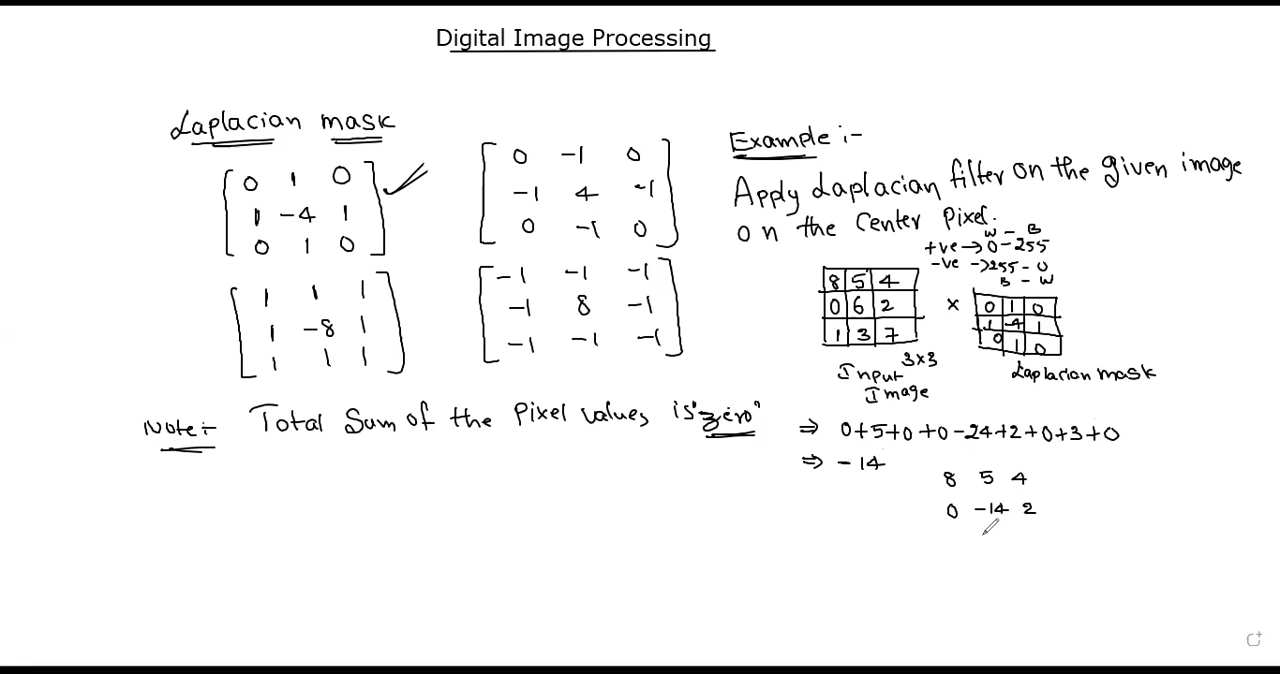 Digital Image Processing
Laplacian mask
0 1 0
1 -4 1
0 1 0
0 -1 0
-1 4 -1
0 -1 0
1 1 1
1 -8 1
1 1 1
-1 -1 -1
-1 8 -1
-1 -1 -1
Note:- Total Sum of the Pixel values is "zero"
Example:-
Apply Laplacian filter on the given image
on the Center Pixel.
W - B
+ve → 0-255
-ve → 255-0
B - W
8 5 4
0 6 2
1 3 7
3×3
Input
Image
×
0 1 0
1 -4 1
0 1 0
Laplacian mask
⇒ 0+5+0+0-24+2+0+3+0
⇒ -14
8 5 4
0 -14 2